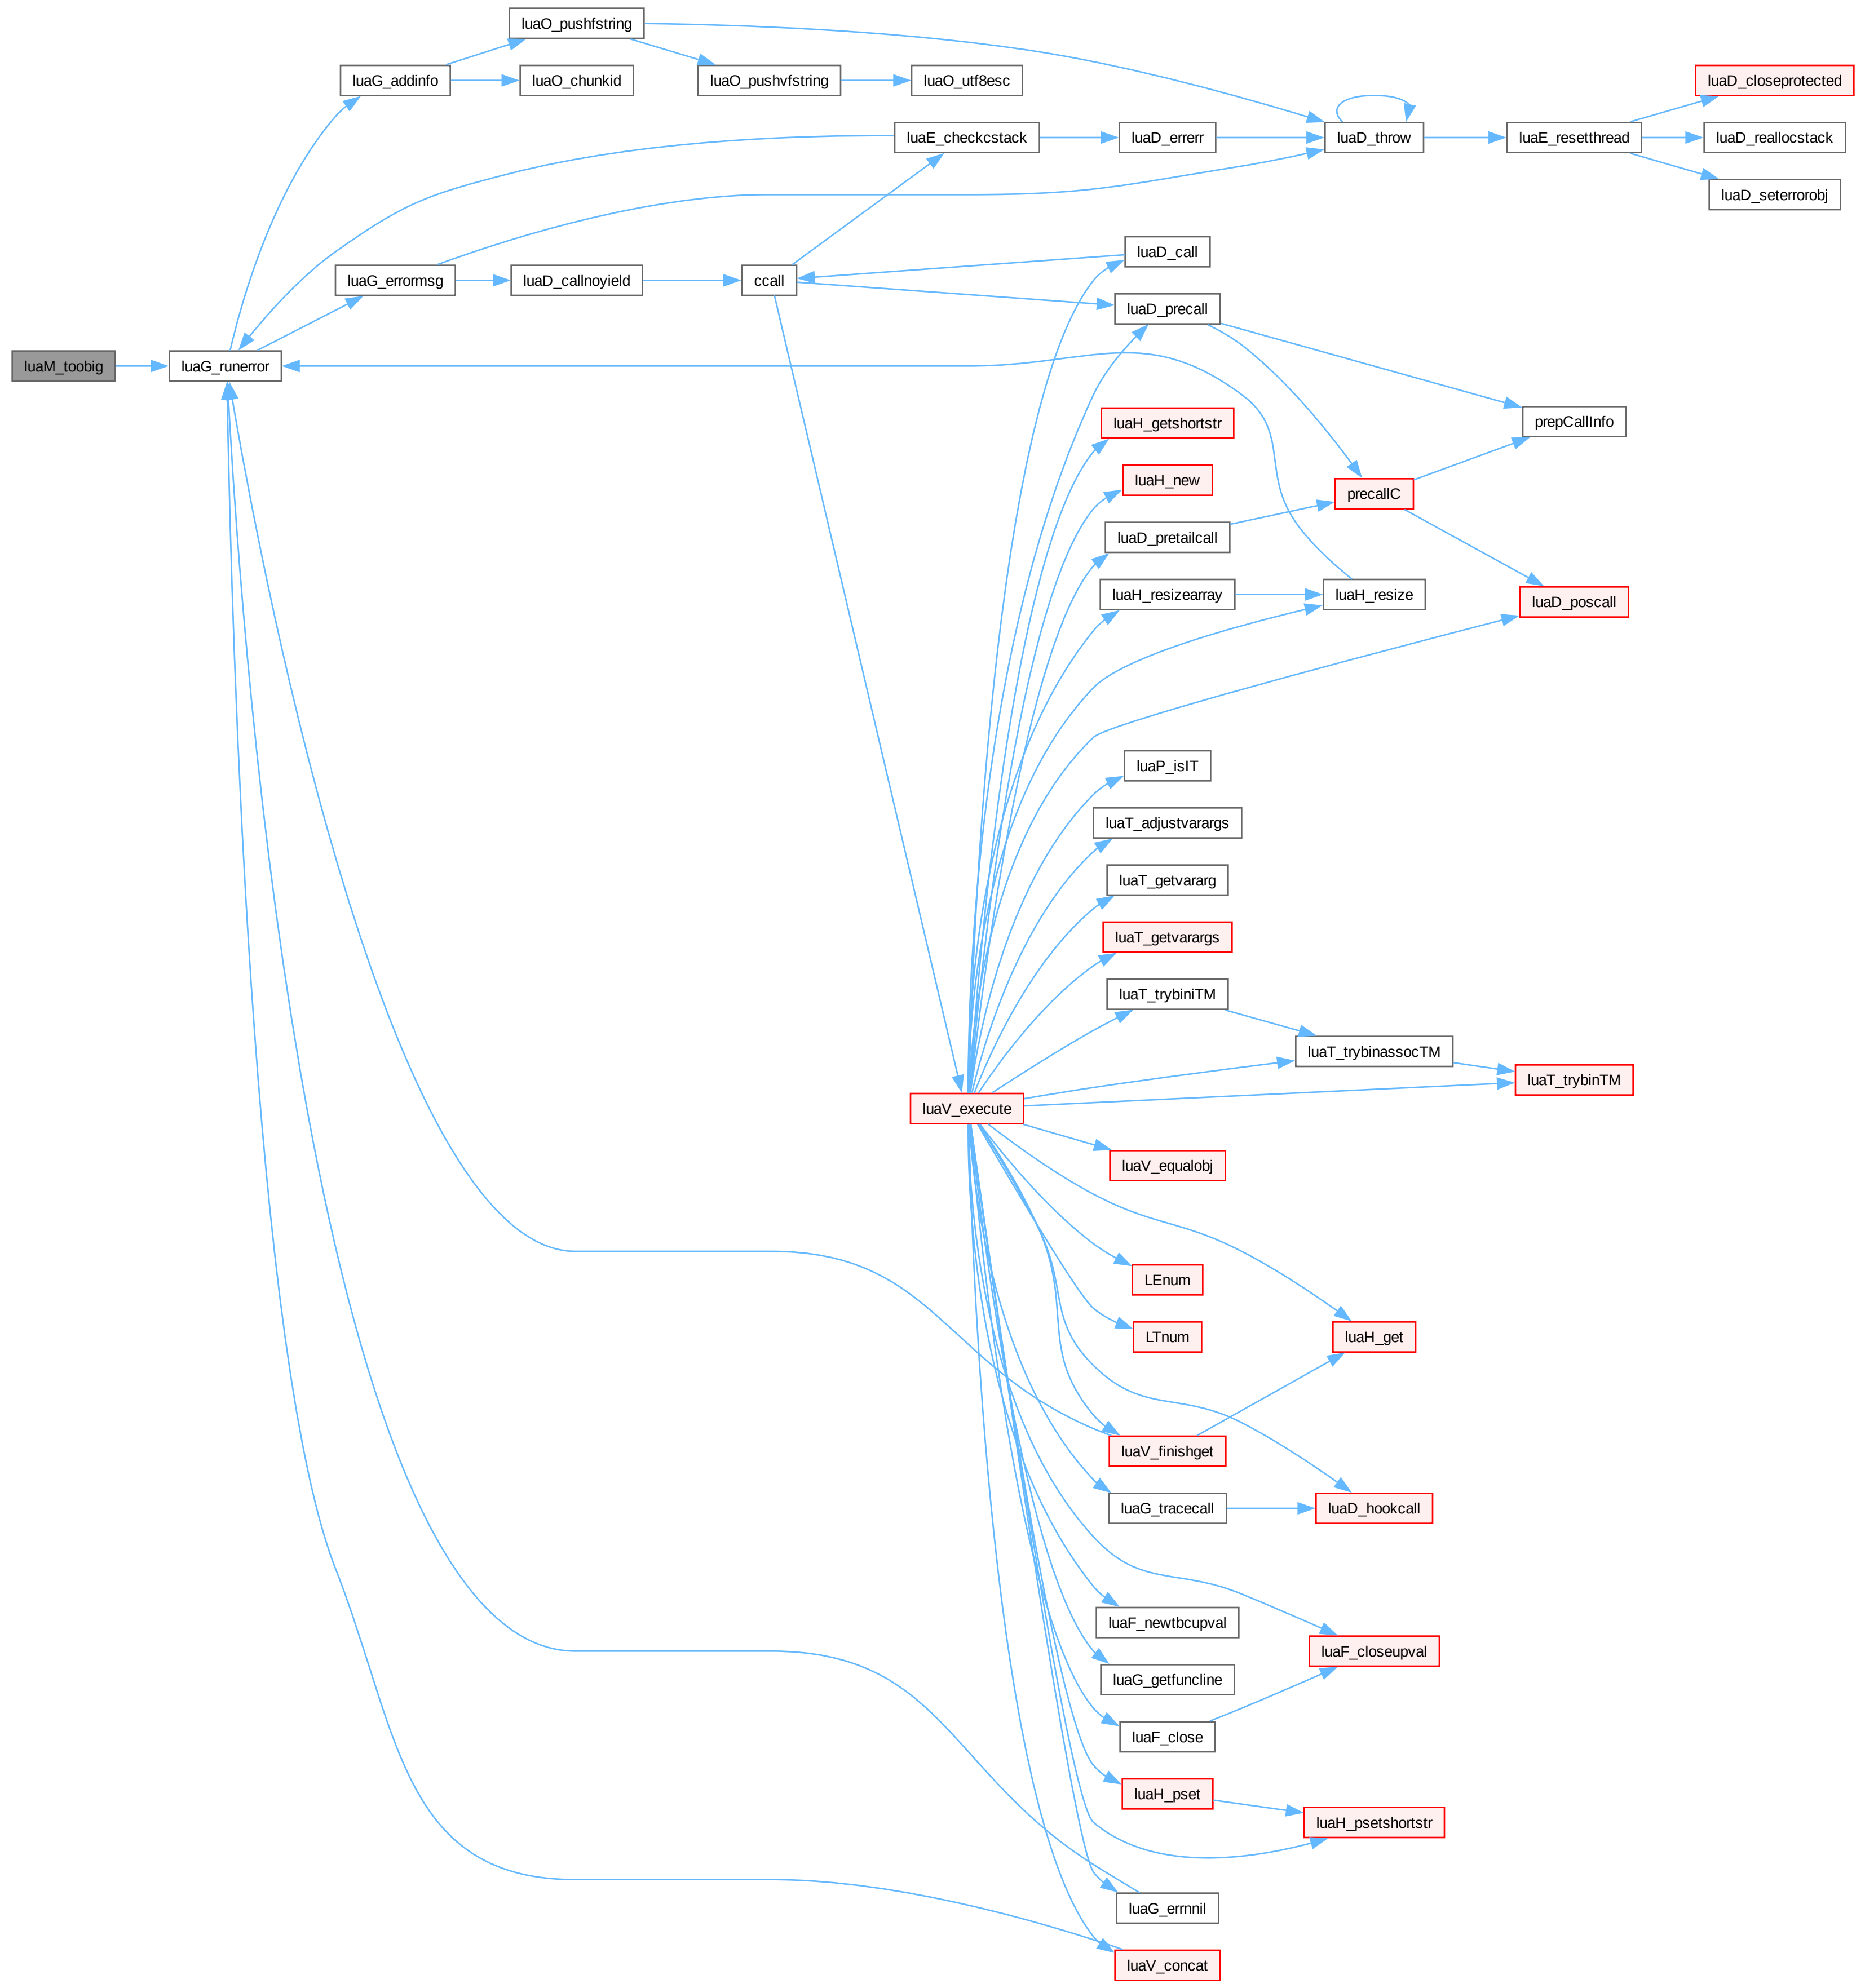 luaO_pushfstring
luaG_addinfo
luaO_chunkid
luaO_pushvfstring
luaO_utf8esc
luaD_closeprotected
luaE_checkcstack
luaD_errerr
luaD_throw
luaE_resetthread
luaD_reallocstack
luaD_seterrorobj
luaD_call
luaG_errormsg
luaD_callnoyield
ccall
luaD_precall
luaM_toobig
luaG_runerror
luaH_getshortstr
prepCallInfo
luaH_new
precallC
luaD_pretailcall
luaH_resizearray
luaH_resize
luaD_poscall
luaP_isIT
luaT_adjustvarargs
luaT_getvararg
luaT_getvarargs
luaT_trybiniTM
luaT_trybinassocTM
luaT_trybinTM
luaV_execute
luaV_equalobj
LEnum
LTnum
luaH_get
luaV_finishget
luaG_tracecall
luaD_hookcall
luaF_newtbcupval
luaF_closeupval
luaG_getfuncline
luaF_close
luaH_pset
luaH_psetshortstr
luaG_errnnil
luaV_concat